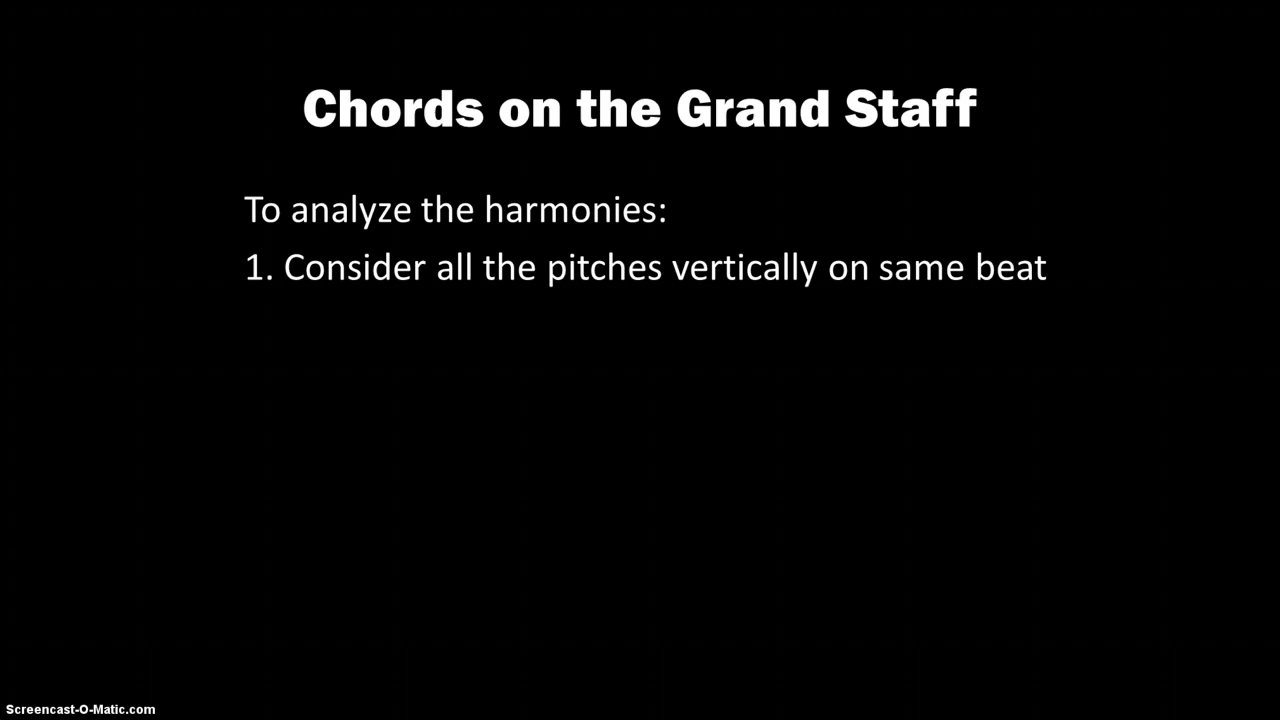 Chords on the Grand Staff
To analyze the harmonies:
1. Consider all the pitches vertically on same beat
Screencast-O-Matic.com